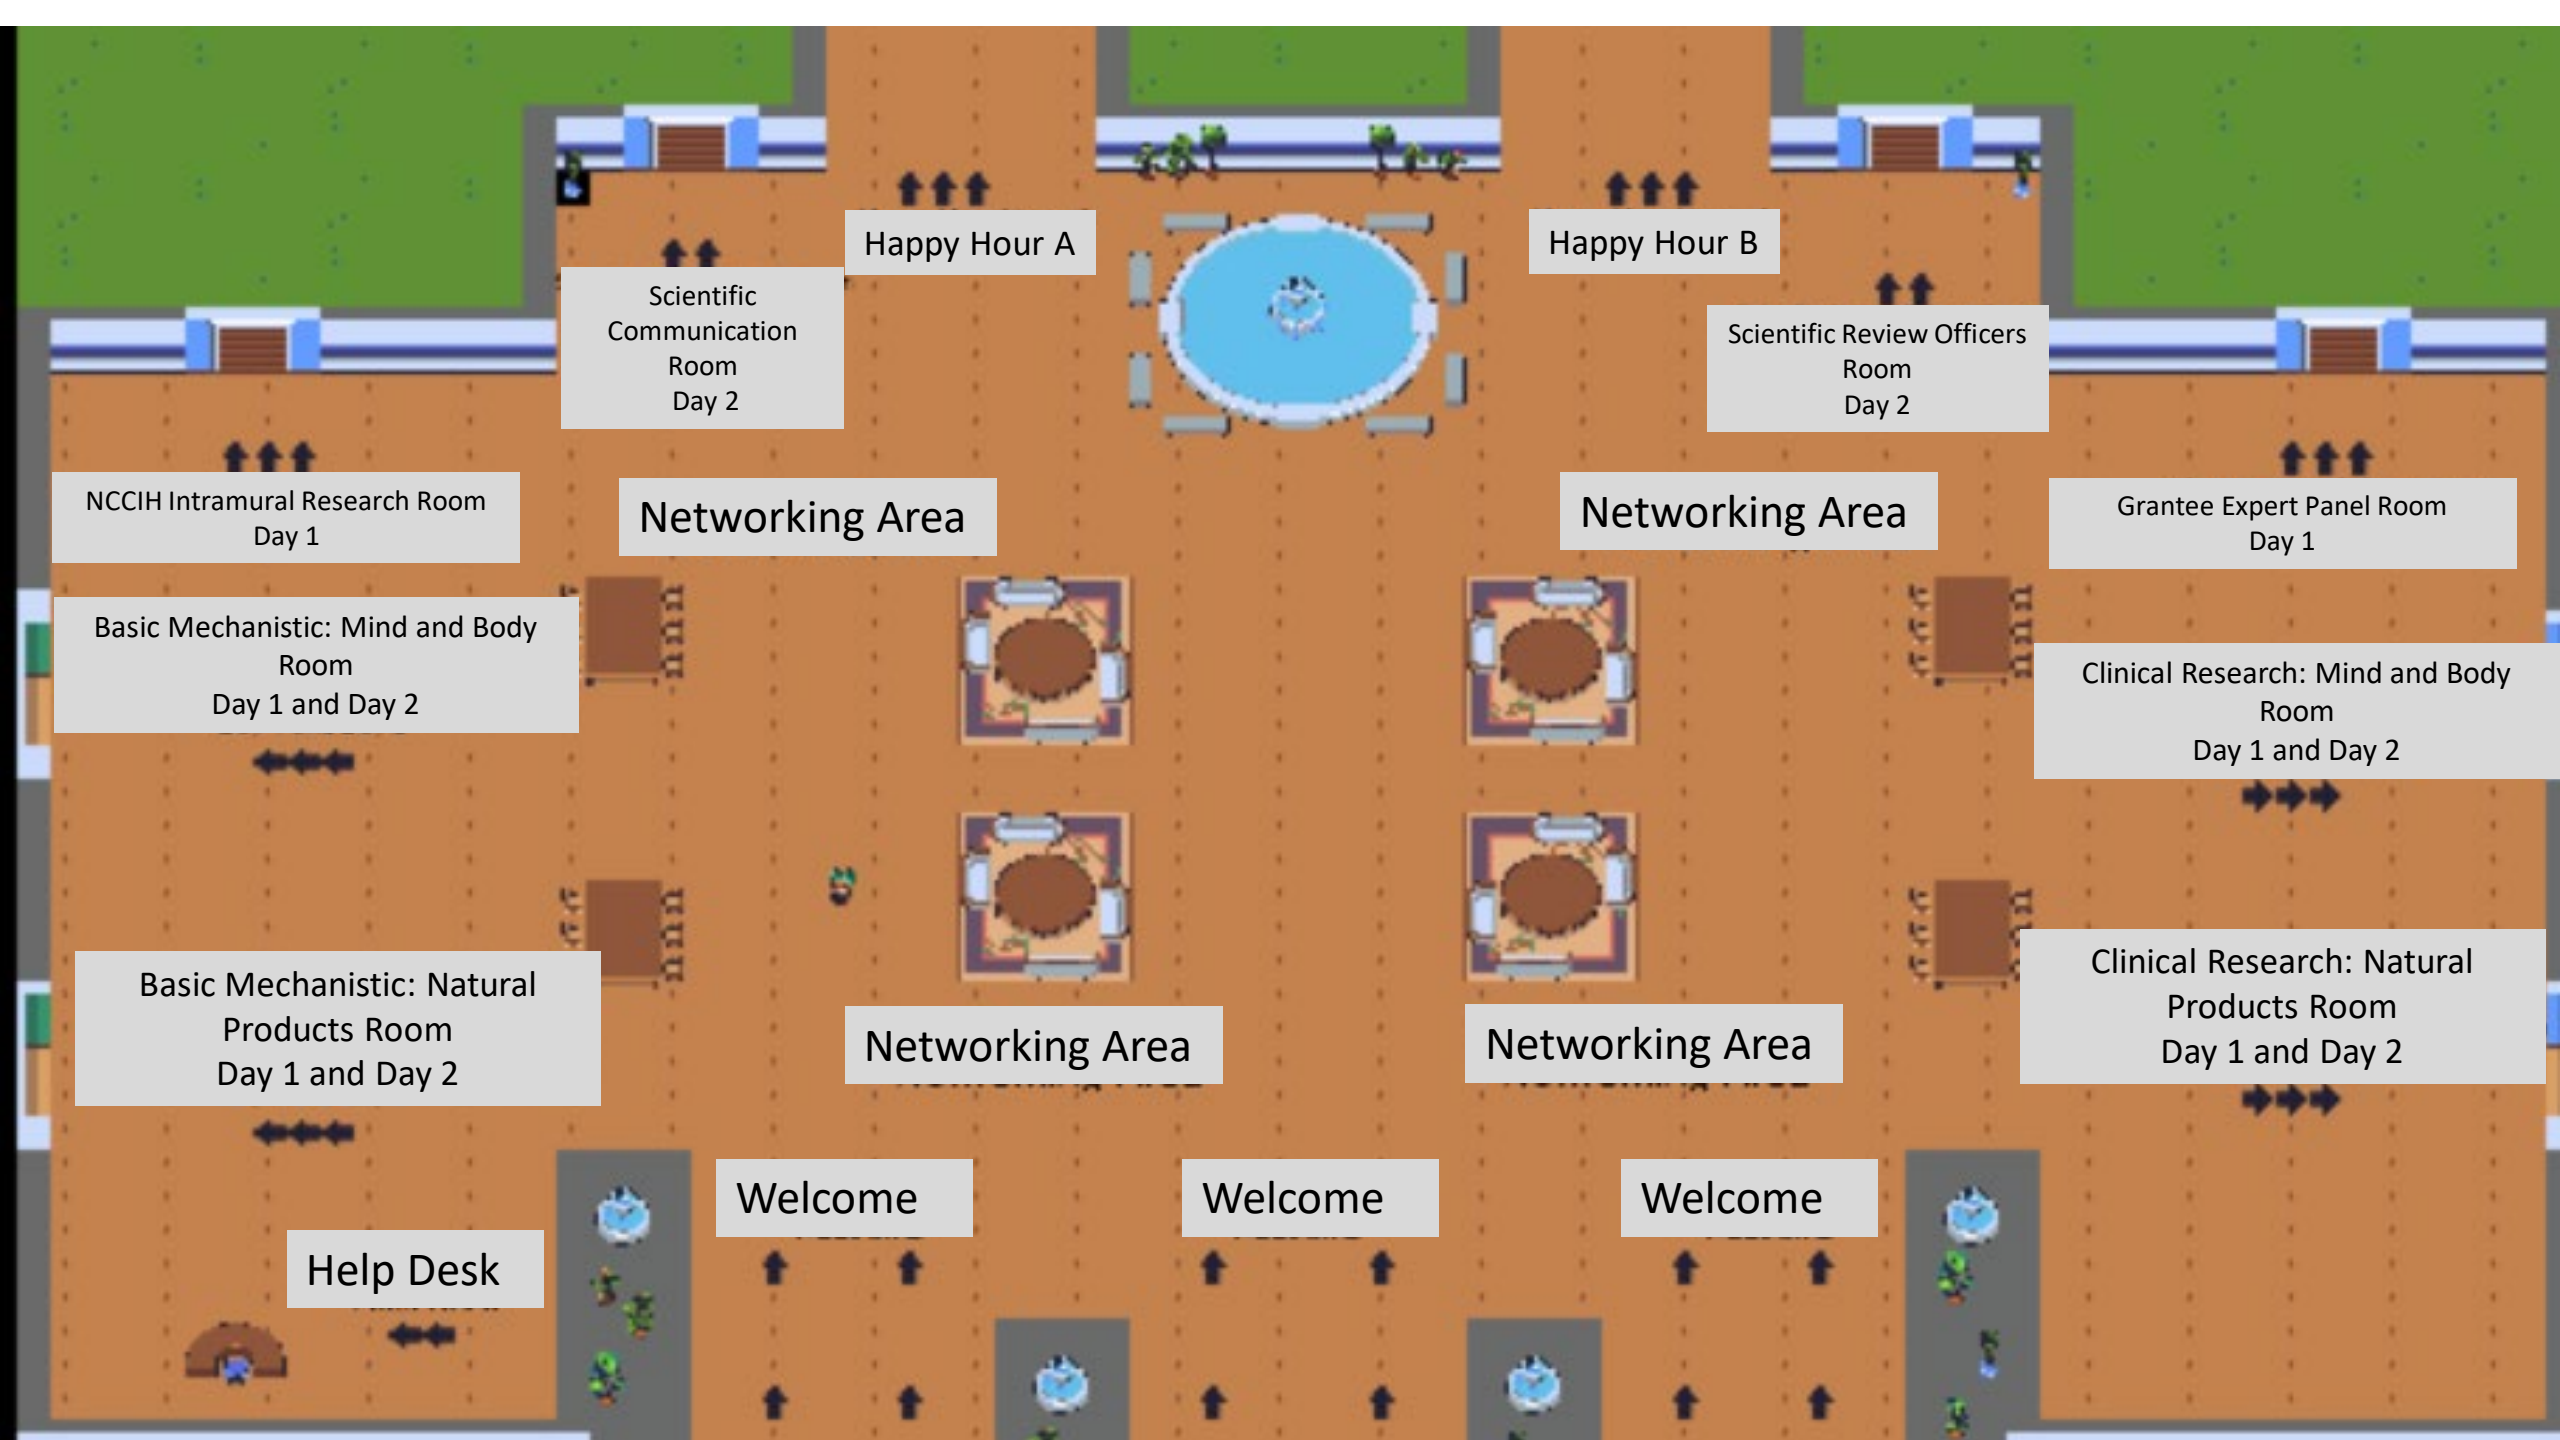 Happy Hour A
Happy Hour B
Scientific
Communication
Room
Day 2
Scientific Review Officers
Room
Day 2
NCCIH Intramural Research Room
Day 1
Networking Area
Networking Area
Grantee Expert Panel Room
Day 1
Basic Mechanistic: Mind and Body
Room
Day 1 and Day 2
Clinical Research: Mind and Body
Room
Day 1 and Day 2
Basic Mechanistic: Natural
Products Room
Day 1 and Day 2
Clinical Research: Natural
Products Room
Day 1 and Day 2
Networking Area
Networking Area
Welcome
Welcome
Welcome
Help Desk